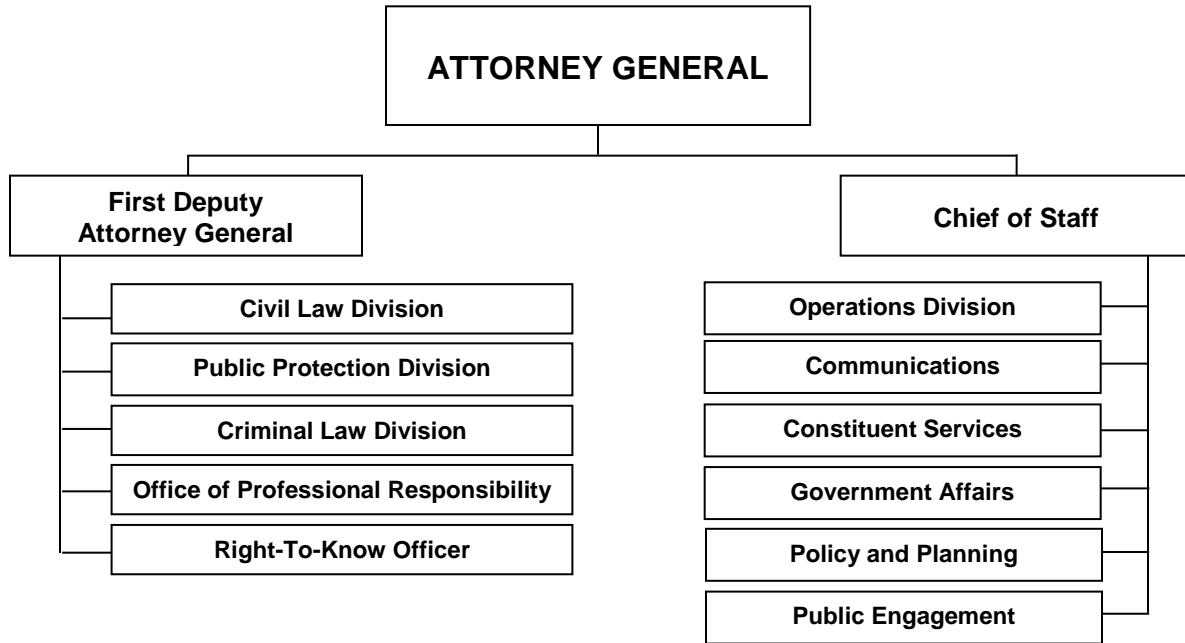 ATTORNEY GENERAL
First Deputy
Attorney General
Civil Law Division
Public Protection Division
Criminal Law Division
Office of Professional Responsibility
Right-To-Know Officer
Chief of Staff
Operations Division
Communications
Constituent Services
Government Affairs
Policy and Planning
Public Engagement